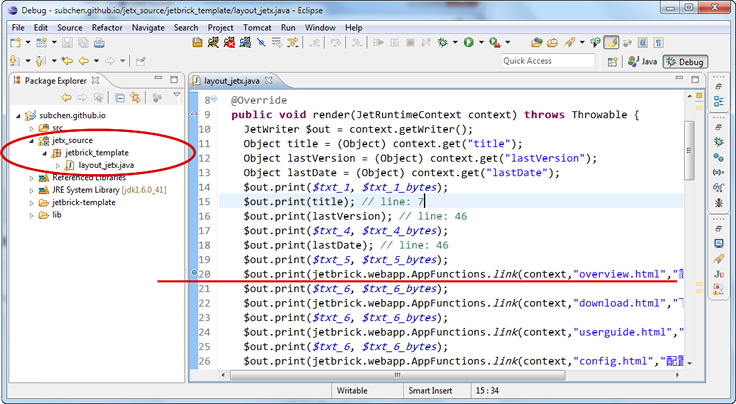 Debug - subchen.github.io/jetx_source/jetbrick_template/layout_jetx.java - Eclipse
File Edit Source Refactor Navigate Search Project Tomcat Run Window Help
Quick Access
Java
Debug
Package Explorer
subchen.github.io
src
jetx_source
jetbrick_template
layout_jetx.java
Referenced Libraries
JRE System Library [jdk1.6.0_41]
jetbrick-template
lib
layout_jetx.java
8 @Override
9 public void render(JetRuntimeContext context) throws Throwable {
10 JetWriter $out = context.getWriter();
11 Object title = (Object) context.get("title");
12 Object lastVersion = (Object) context.get("lastVersion");
13 Object lastDate = (Object) context.get("lastDate");
14 $out.print($txt_1, $txt_1_bytes);
15 $out.print(title); // line: 7
16 $out.print(lastVersion); // line: 46
17 $out.print($txt_4, $txt_4_bytes);
18 $out.print(lastDate); // line: 46
19 $out.print($txt_5, $txt_5_bytes);
20 $out.print(jetbrick.webapp.AppFunctions.link(context,"overview.html","简
21 $out.print($txt_6, $txt_6_bytes);
22 $out.print(jetbrick.webapp.AppFunctions.link(context,"download.html","下
23 $out.print($txt_6, $txt_6_bytes);
24 $out.print(jetbrick.webapp.AppFunctions.link(context,"userguide.html","
25 $out.print($txt_6, $txt_6_bytes);
26 $out.print(jetbrick.webapp.AppFunctions.link(context,"config.html","配置
Writable
Smart Insert
15 : 34